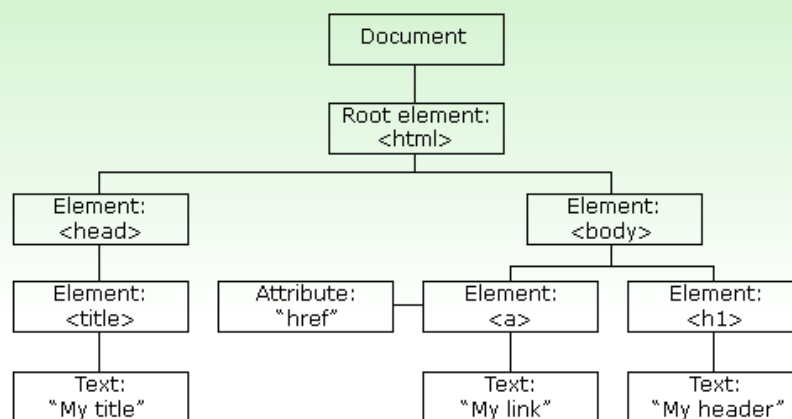 Document
Root element:
<html>
Element:
<head>
Element:
<body>
Element:
<title>
Attribute:
“href”
Element:
<a>
Element:
<h1>
Text:
“My title”
Text:
“My link”
Text:
“My header”